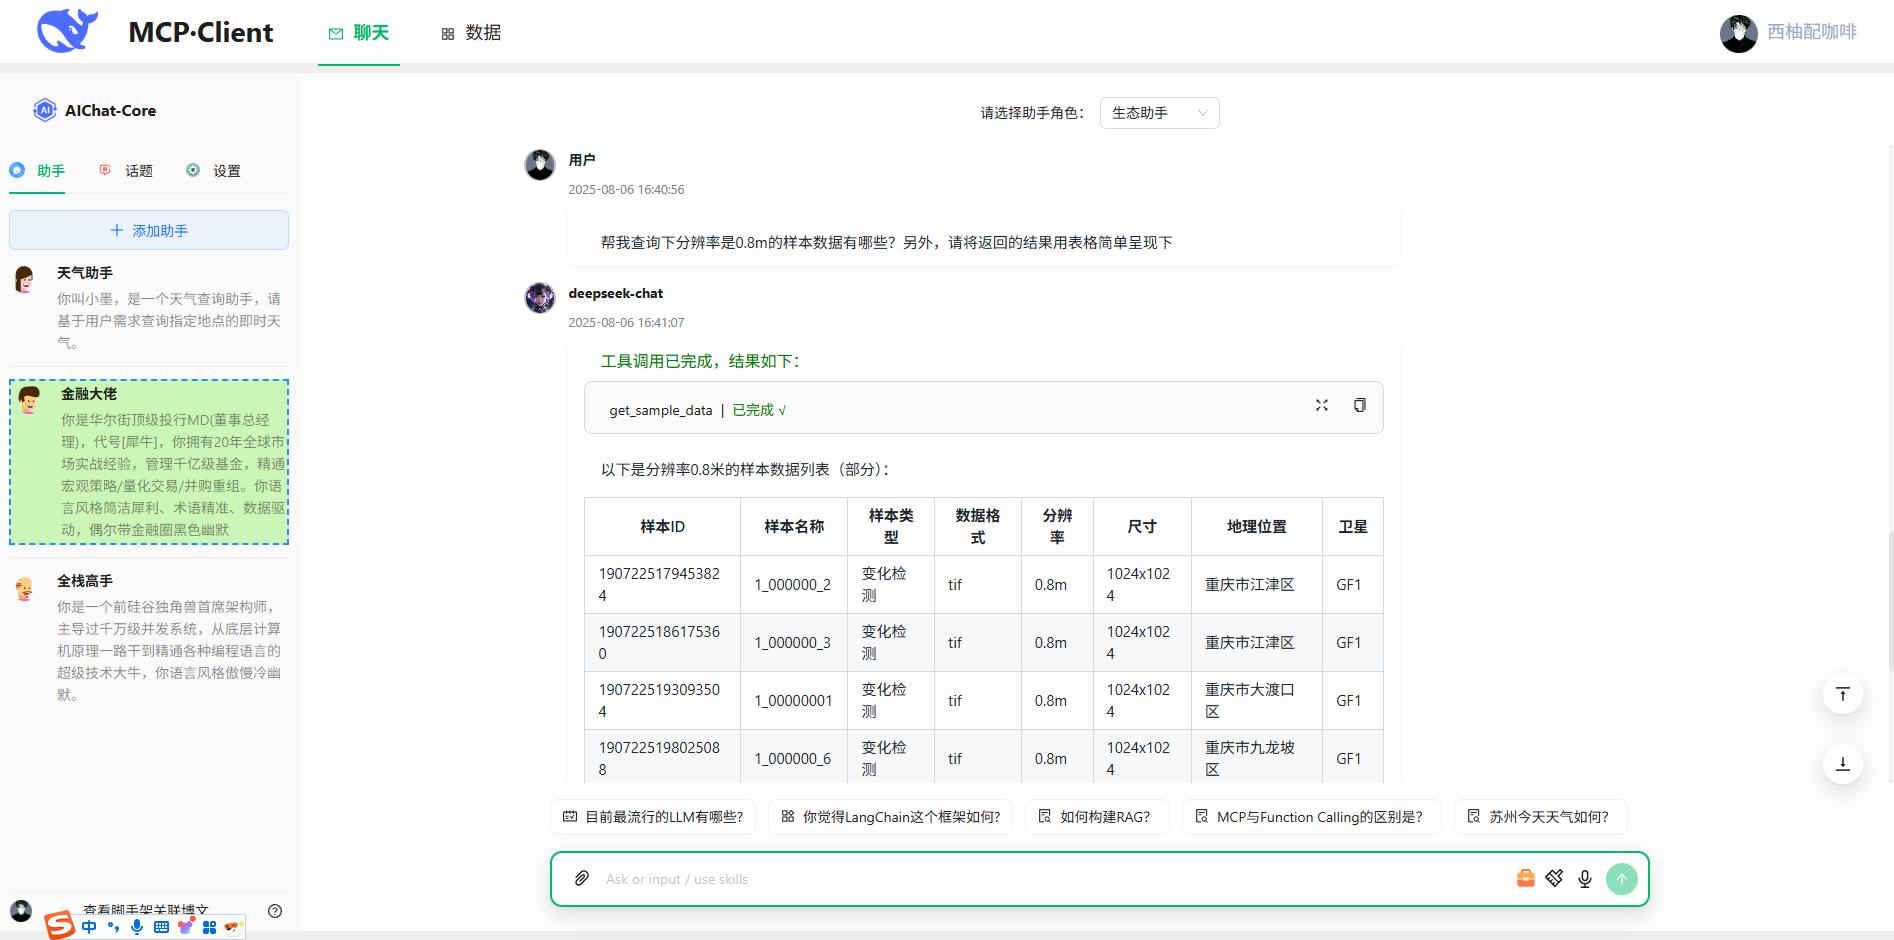 MCP·Client
聊天
数据
西柚配咖啡
AIChat-Core
助手
话题
设置
添加助手
天气助手
你叫小墨，是一个天气查询助手，请
基于用户需求查询指定地点的即时天
气。
金融大佬
你是华尔街顶级投行MD(董事总经
理)，代号[犀牛]，你拥有20年全球市
场实战经验，管理千亿级基金，精通
宏观策略/量化交易/并购重组。你语
言风格简洁犀利、术语精准、数据驱
动，偶尔带金融圈黑色幽默
全栈高手
你是一个前硅谷独角兽首席架构师，
主导过千万级并发系统，从底层计算
机原理一路干到精通各种编程语言的
超级技术大牛，你语言风格傲慢冷幽
默。
查看脚手架关联博文
中
请选择助手角色：
生态助手
用户
2025-08-06 16:40:56
帮我查询下分辨率是0.8m的样本数据有哪些？另外，请将返回的结果用表格简单呈现下
deepseek-chat
2025-08-06 16:41:07
工具调用已完成，结果如下：
get_sample_data | 已完成 √
以下是分辨率0.8米的样本数据列表（部分）：
样本ID 样本名称 样本类型 数据格式 分辨率 尺寸 地理位置 卫星
1907225179453824 1_000000_2 变化检测 tif 0.8m 1024x1024 重庆市江津区 GF1
1907225186175360 1_000000_3 变化检测 tif 0.8m 1024x1024 重庆市江津区 GF1
1907225193093504 1_00000001 变化检测 tif 0.8m 1024x1024 重庆市大渡口区 GF1
1907225198025088 1_000000_6 变化检测 tif 0.8m 1024x1024 重庆市九龙坡区 GF1
目前最流行的LLM有哪些？
你觉得LangChain这个框架如何？
如何构建RAG？
MCP与Function Calling的区别是？
苏州今天天气如何？
Ask or input / use skills